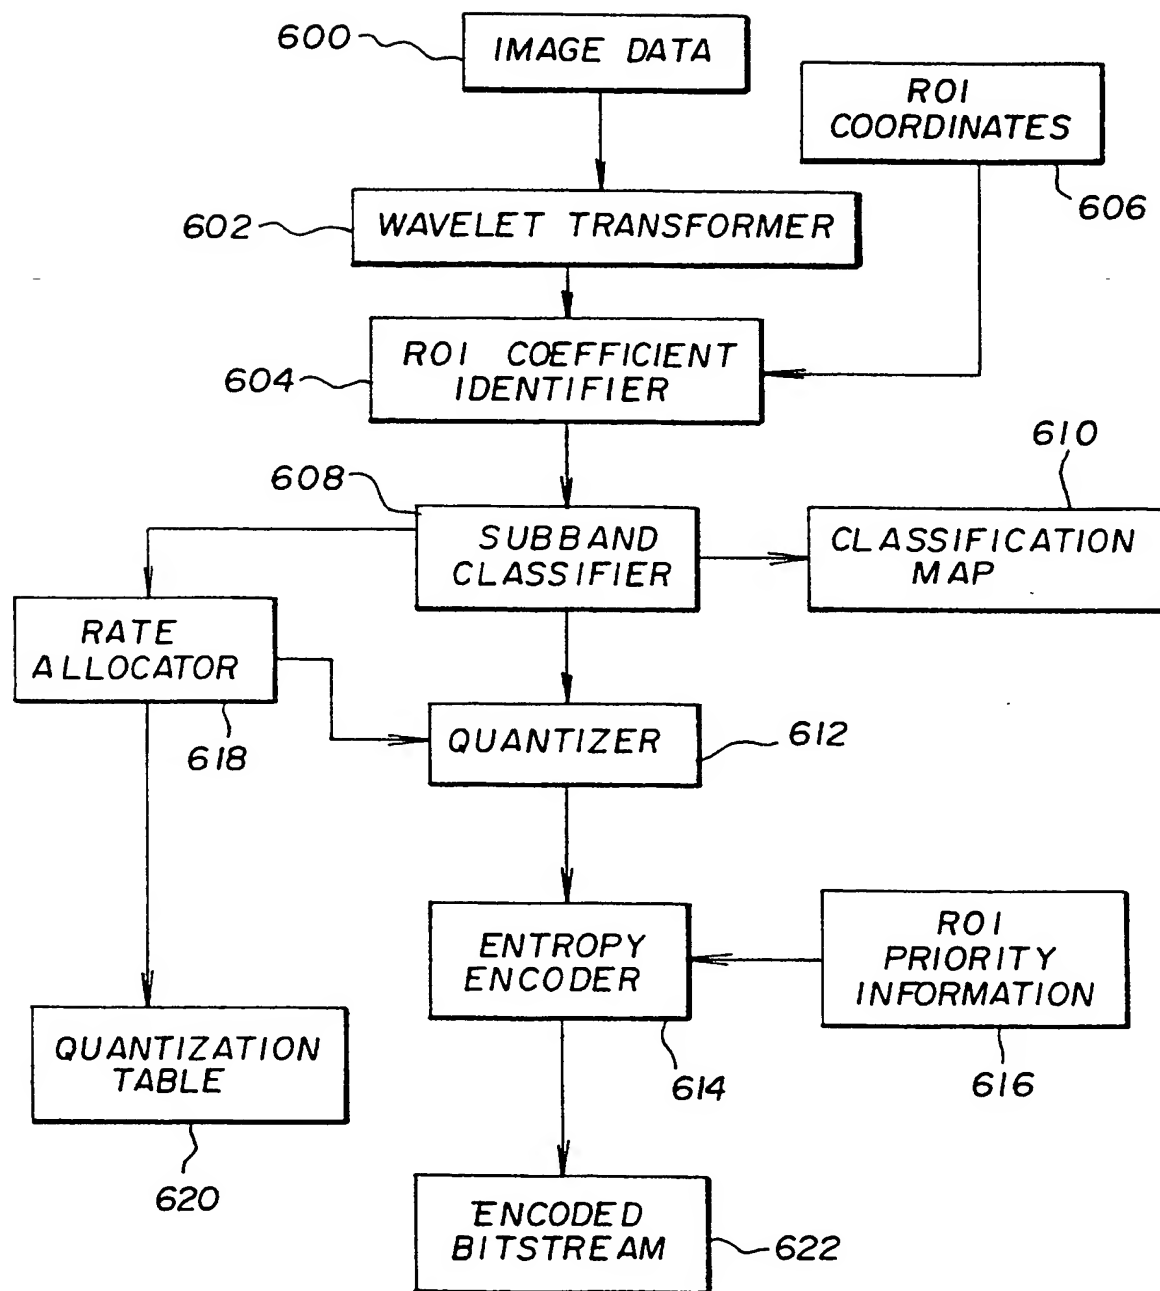 600
IMAGE DATA
ROI
COORDINATES
606
602
WAVELET TRANSFORMER
604
ROI COEFFICIENT
IDENTIFIER
608
SUBBAND
CLASSIFIER
610
CLASSIFICATION
MAP
RATE
ALLOCATOR
618
QUANTIZER
612
ENTROPY
ENCODER
614
ROI
PRIORITY
INFORMATION
616
QUANTIZATION
TABLE
620
ENCODED
BITSTREAM
622